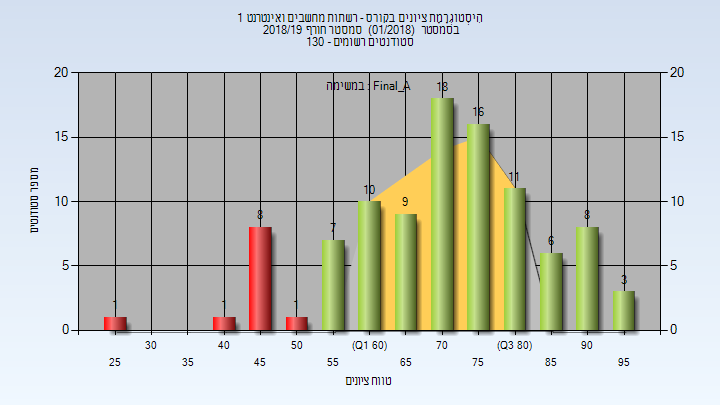 הִיסְטוֹגְרַמַּת ציונים בקורס - רשתות מחשבים ואינטרנט 1
בסמסטר (01/2018) סמסטר חורף 2018/19
סטודנטים רשומים - 130
במשימה : Final_A
מספר סטודנטים
20 20
15 15
10 10
5 5
0 0
1 1 8 1 7 10 9 18 16 11 6 8 3
30 40 50 (Q1 60) 70 (Q3 80) 90
25 35 45 55 65 75 85 95
טווח ציונים